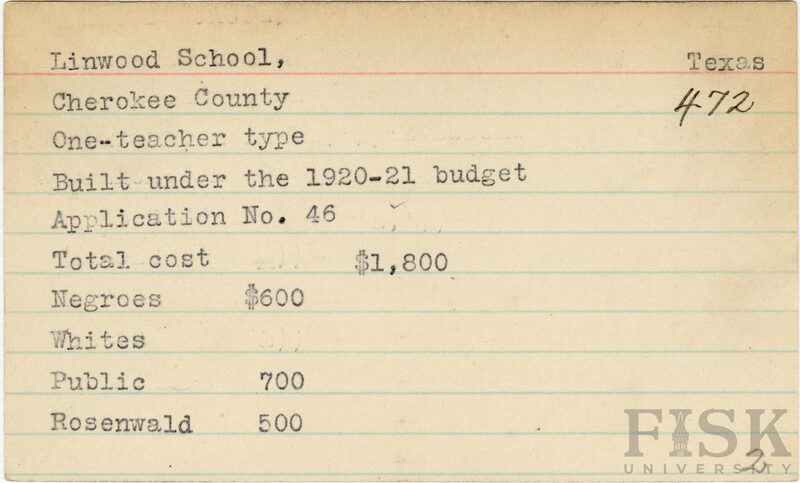 Linwood School, Texas
Cherokee County 472
One-teacher type
Built under the 1920-21 budget
Application No. 46
Total cost $1,800
Negroes $600
Whites
Public 700
Rosenwald 500
FISK
UNIVERSITY
2